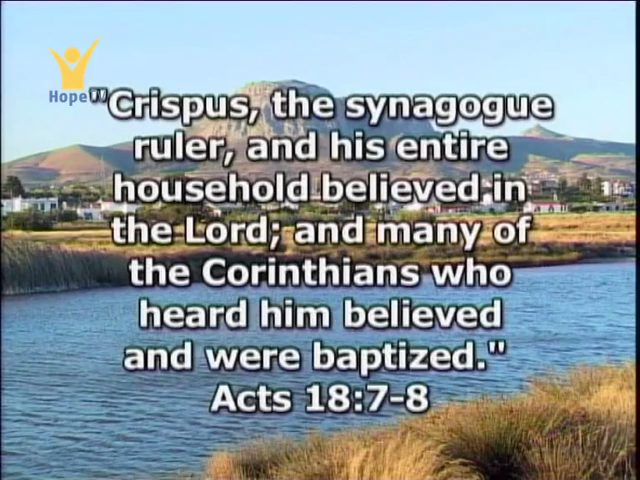 Hope
"Crispus, the synagogue
ruler, and his entire
household believed in
the Lord; and many of
the Corinthians who
heard him believed
and were baptized."
Acts 18:7-8